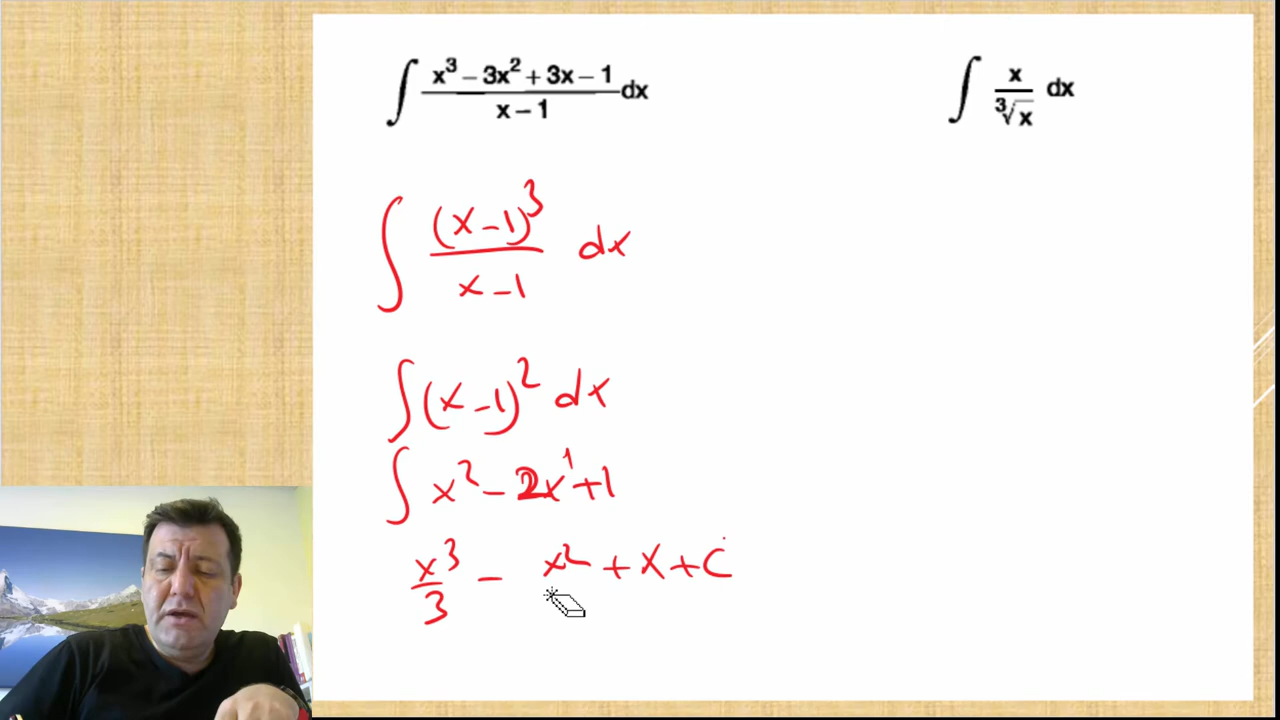 ∫ (x³ − 3x² + 3x − 1)/(x − 1) dx
∫ x/∛x dx
∫ (x−1)³/(x−1) dx
∫(x−1)² dx
∫ x² − 2x¹ + 1
x³/3 − x² + x + C